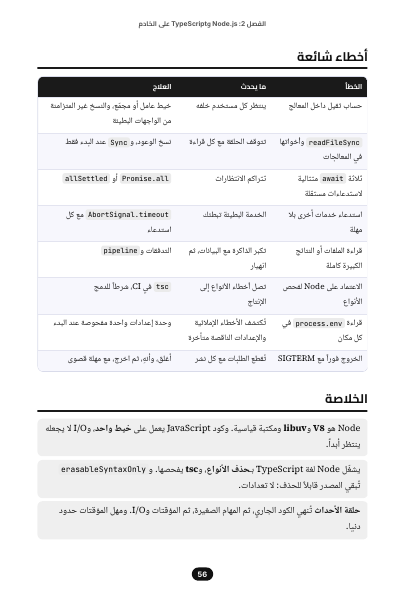 الفصل 2: Node.js وTypeScript على الخادم
أخطاء شائعة
الخطأ ما يحدث العلاج
حساب ثقيل داخل المعالج ينتظر كل مستخدم خلفه خيط عامل أو مجمّع، والنسخ غير المتزامنة
من الواجهات البطيئة
readFileSync وأخواتها تتوقف الحلقة مع كل قراءة نسخ الوعود، وSync عند البدء فقط
في المعالجات
ثلاثة await متتالية تتراكم الانتظارات Promise.all أو allSettled
لاستدعاءات مستقلة
استدعاء خدمات أخرى بلا الخدمة البطيئة تبطئك AbortSignal.timeout مع كل
مهلة استدعاء
قراءة الملفات أو النتائج تكبر الذاكرة مع البيانات، ثم التدفقات وpipeline
الكبيرة كاملة تنهار
الاعتماد على Node لفحص تصل أخطاء الأنواع إلى tsc في CI، شرطاً للدمج
الأنواع الإنتاج
قراءة process.env في تُكتشف الأخطاء الإملائية وحدة إعدادات واحدة مفحوصة عند البدء
كل مكان والإعدادات الناقصة متأخرة
الخروج فوراً مع SIGTERM تُقطع الطلبات مع كل نشر أغلق، وأنهِ، ثم اخرج، مع مهلة قصوى
الخلاصة
Node هو V8 وlibuv ومكتبة قياسية. وكود JavaScript يعمل على خيط واحد، وI/O لا يجعله
ينتظر أبداً.
يشغّل Node لغة TypeScript بـحذف الأنواع، وtsc يفحصها. وerasableSyntaxOnly
تُبقي المصدر قابلاً للحذف: لا تعدادات.
حلقة الأحداث تُنهي الكود الجاري، ثم المهام الصغيرة، ثم المؤقتات وI/O. ومهل المؤقتات حدود
دنيا.
56